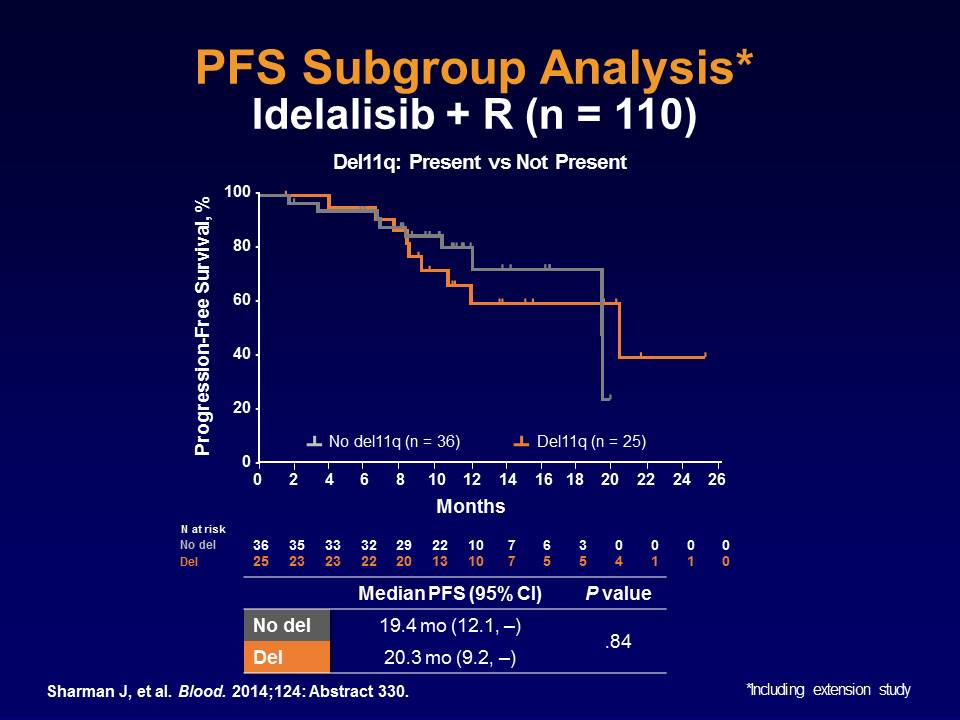 PFS Subgroup Analysis*
Idelalisib + R (n = 110)
Del11q: Present vs Not Present
Progression-Free Survival, %
100
80
60
40
20
0
No del11q (n = 36) Del11q (n = 25)
0 2 4 6 8 10 12 14 16 18 20 22 24 26
Months
N at risk
No del 36 35 33 32 29 22 10 7 6 3 0 0 0 0
Del 25 23 23 22 20 13 10 7 5 5 4 1 1 0
Median PFS (95% CI) P value
No del 19.4 mo (12.1, –)
.84
Del 20.3 mo (9.2, –)
Sharman J, et al. Blood. 2014;124: Abstract 330.
*Including extension study